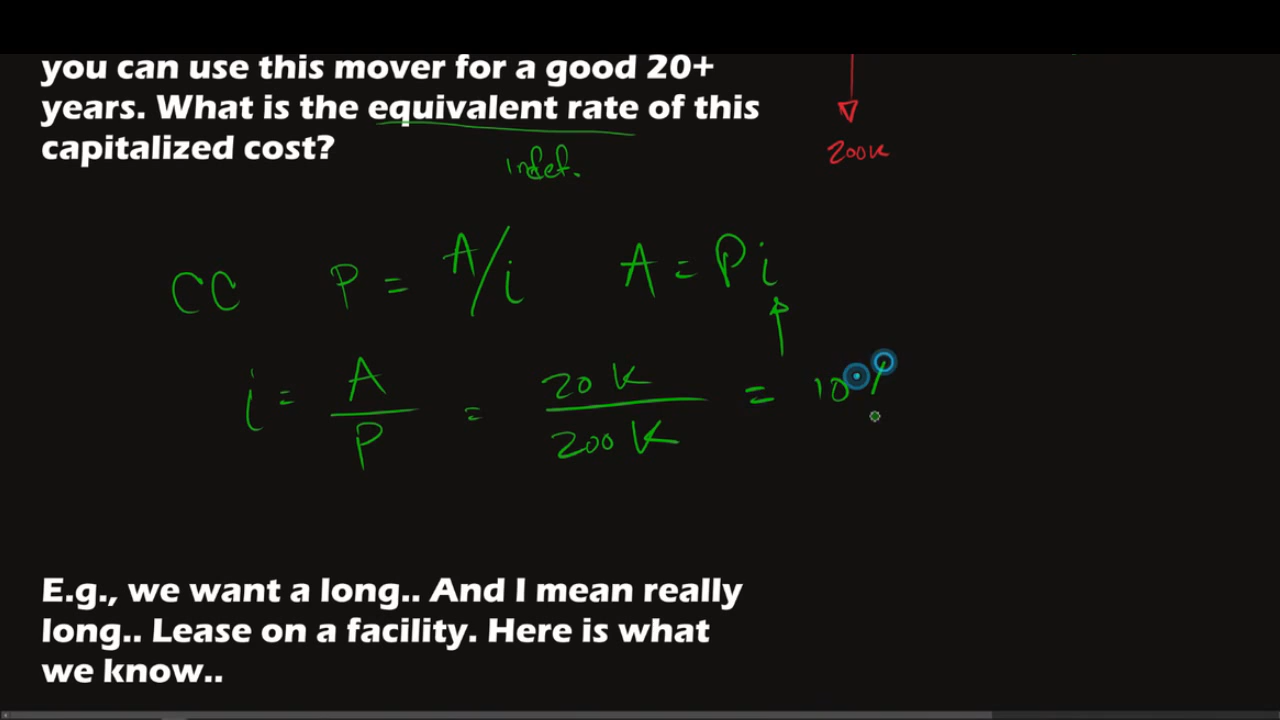 you can use this mover for a good 20+
years. What is the equivalent rate of this
capitalized cost?
200K
indef.
CC P = A/i A = Pi
i = A/P = 20 K/200 K = 10%
E.g., we want a long.. And I mean really
long.. Lease on a facility. Here is what
we know..